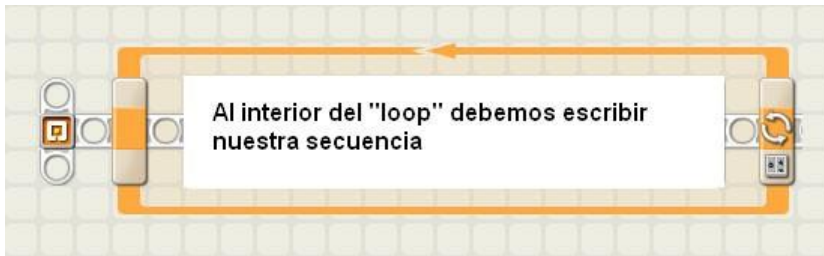 Al interior del "loop" debemos escribir
nuestra secuencia